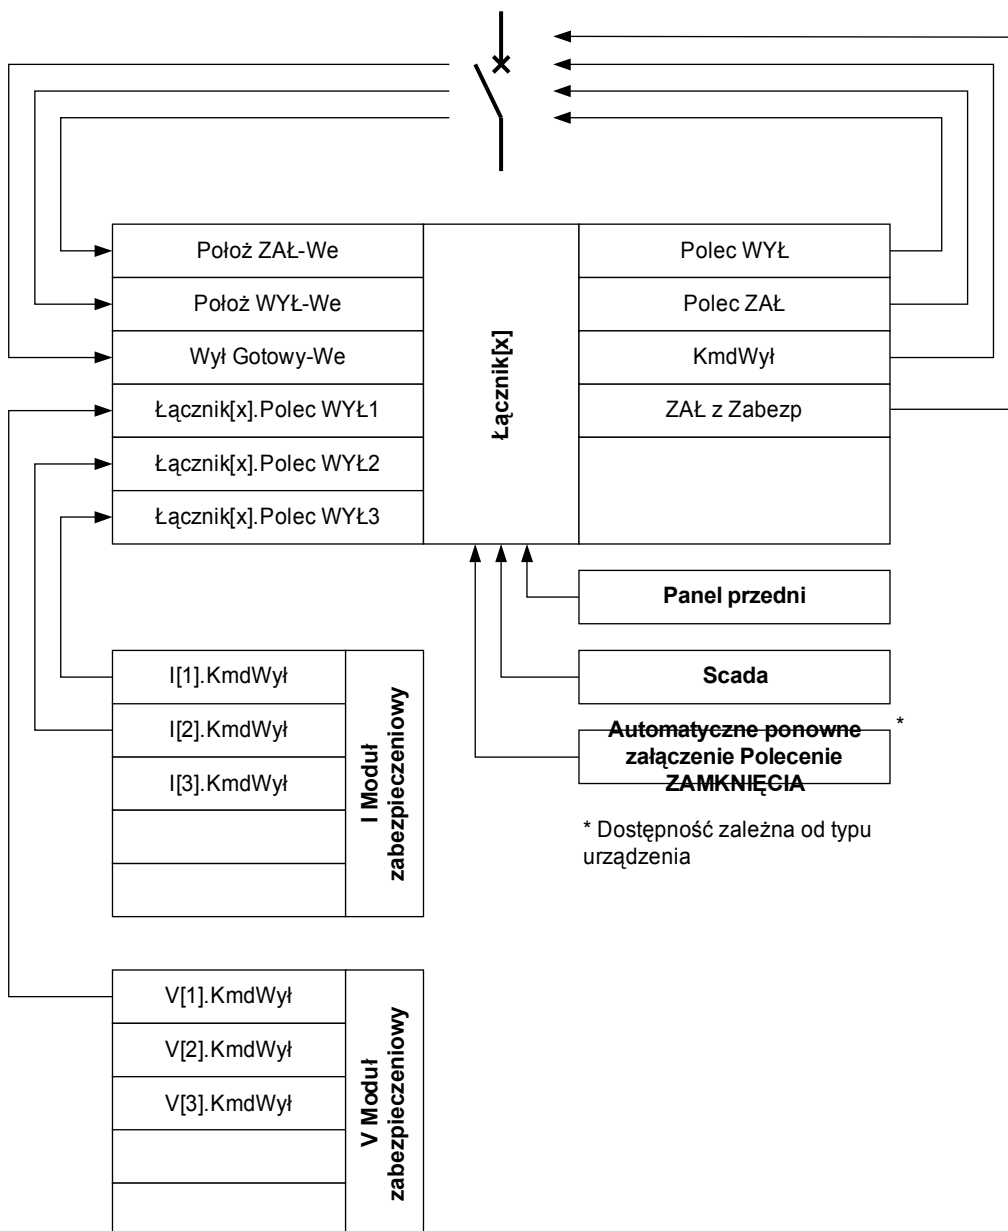 Położ ZAŁ-We
Położ WYŁ-We
Wył Gotowy-We
Łącznik[x].Polec WYŁ1
Łącznik[x].Polec WYŁ2
Łącznik[x].Polec WYŁ3
Łącznik[x]
Polec WYŁ
Polec ZAŁ
KmdWył
ZAŁ z Zabezp
Panel przedni
Scada
Automatyczne ponowne
załączenie Polecenie
ZAMKNIĘCIA
*
* Dostępność zależna od typu
urządzenia
I[1].KmdWył
I[2].KmdWył
I[3].KmdWył
I Moduł
zabezpieczeniowy
V[1].KmdWył
V[2].KmdWył
V[3].KmdWył
V Moduł
zabezpieczeniowy